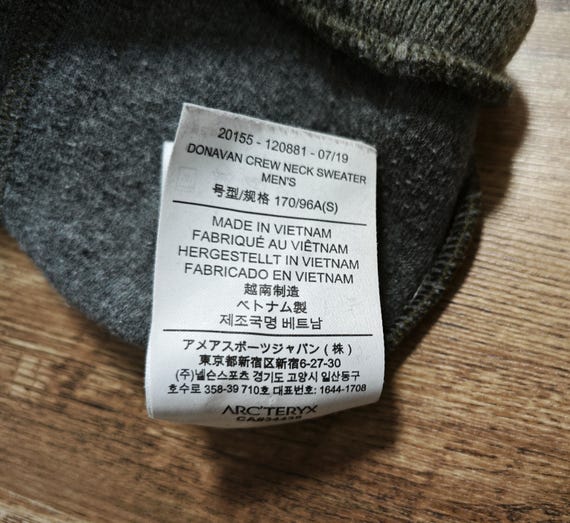 20155 - 120881 - 07/19
DONAVAN CREW NECK SWEATER
MEN'S
号型/规格 170/96A(S)
MADE IN VIETNAM
FABRIQUÉ AU VIÊTNAM
HERGESTELLT IN VIETNAM
FABRICADO EN VIETNAM
越南制造
ベトナム製
제조국명 베트남
アメアスポーツジャパン (株)
東京都新宿区新宿6-27-30
(주)넬슨스포츠 경기도 고양시 일산동구
호수로 358-39 710호 대표번호: 1644-1708
ARC'TERYX